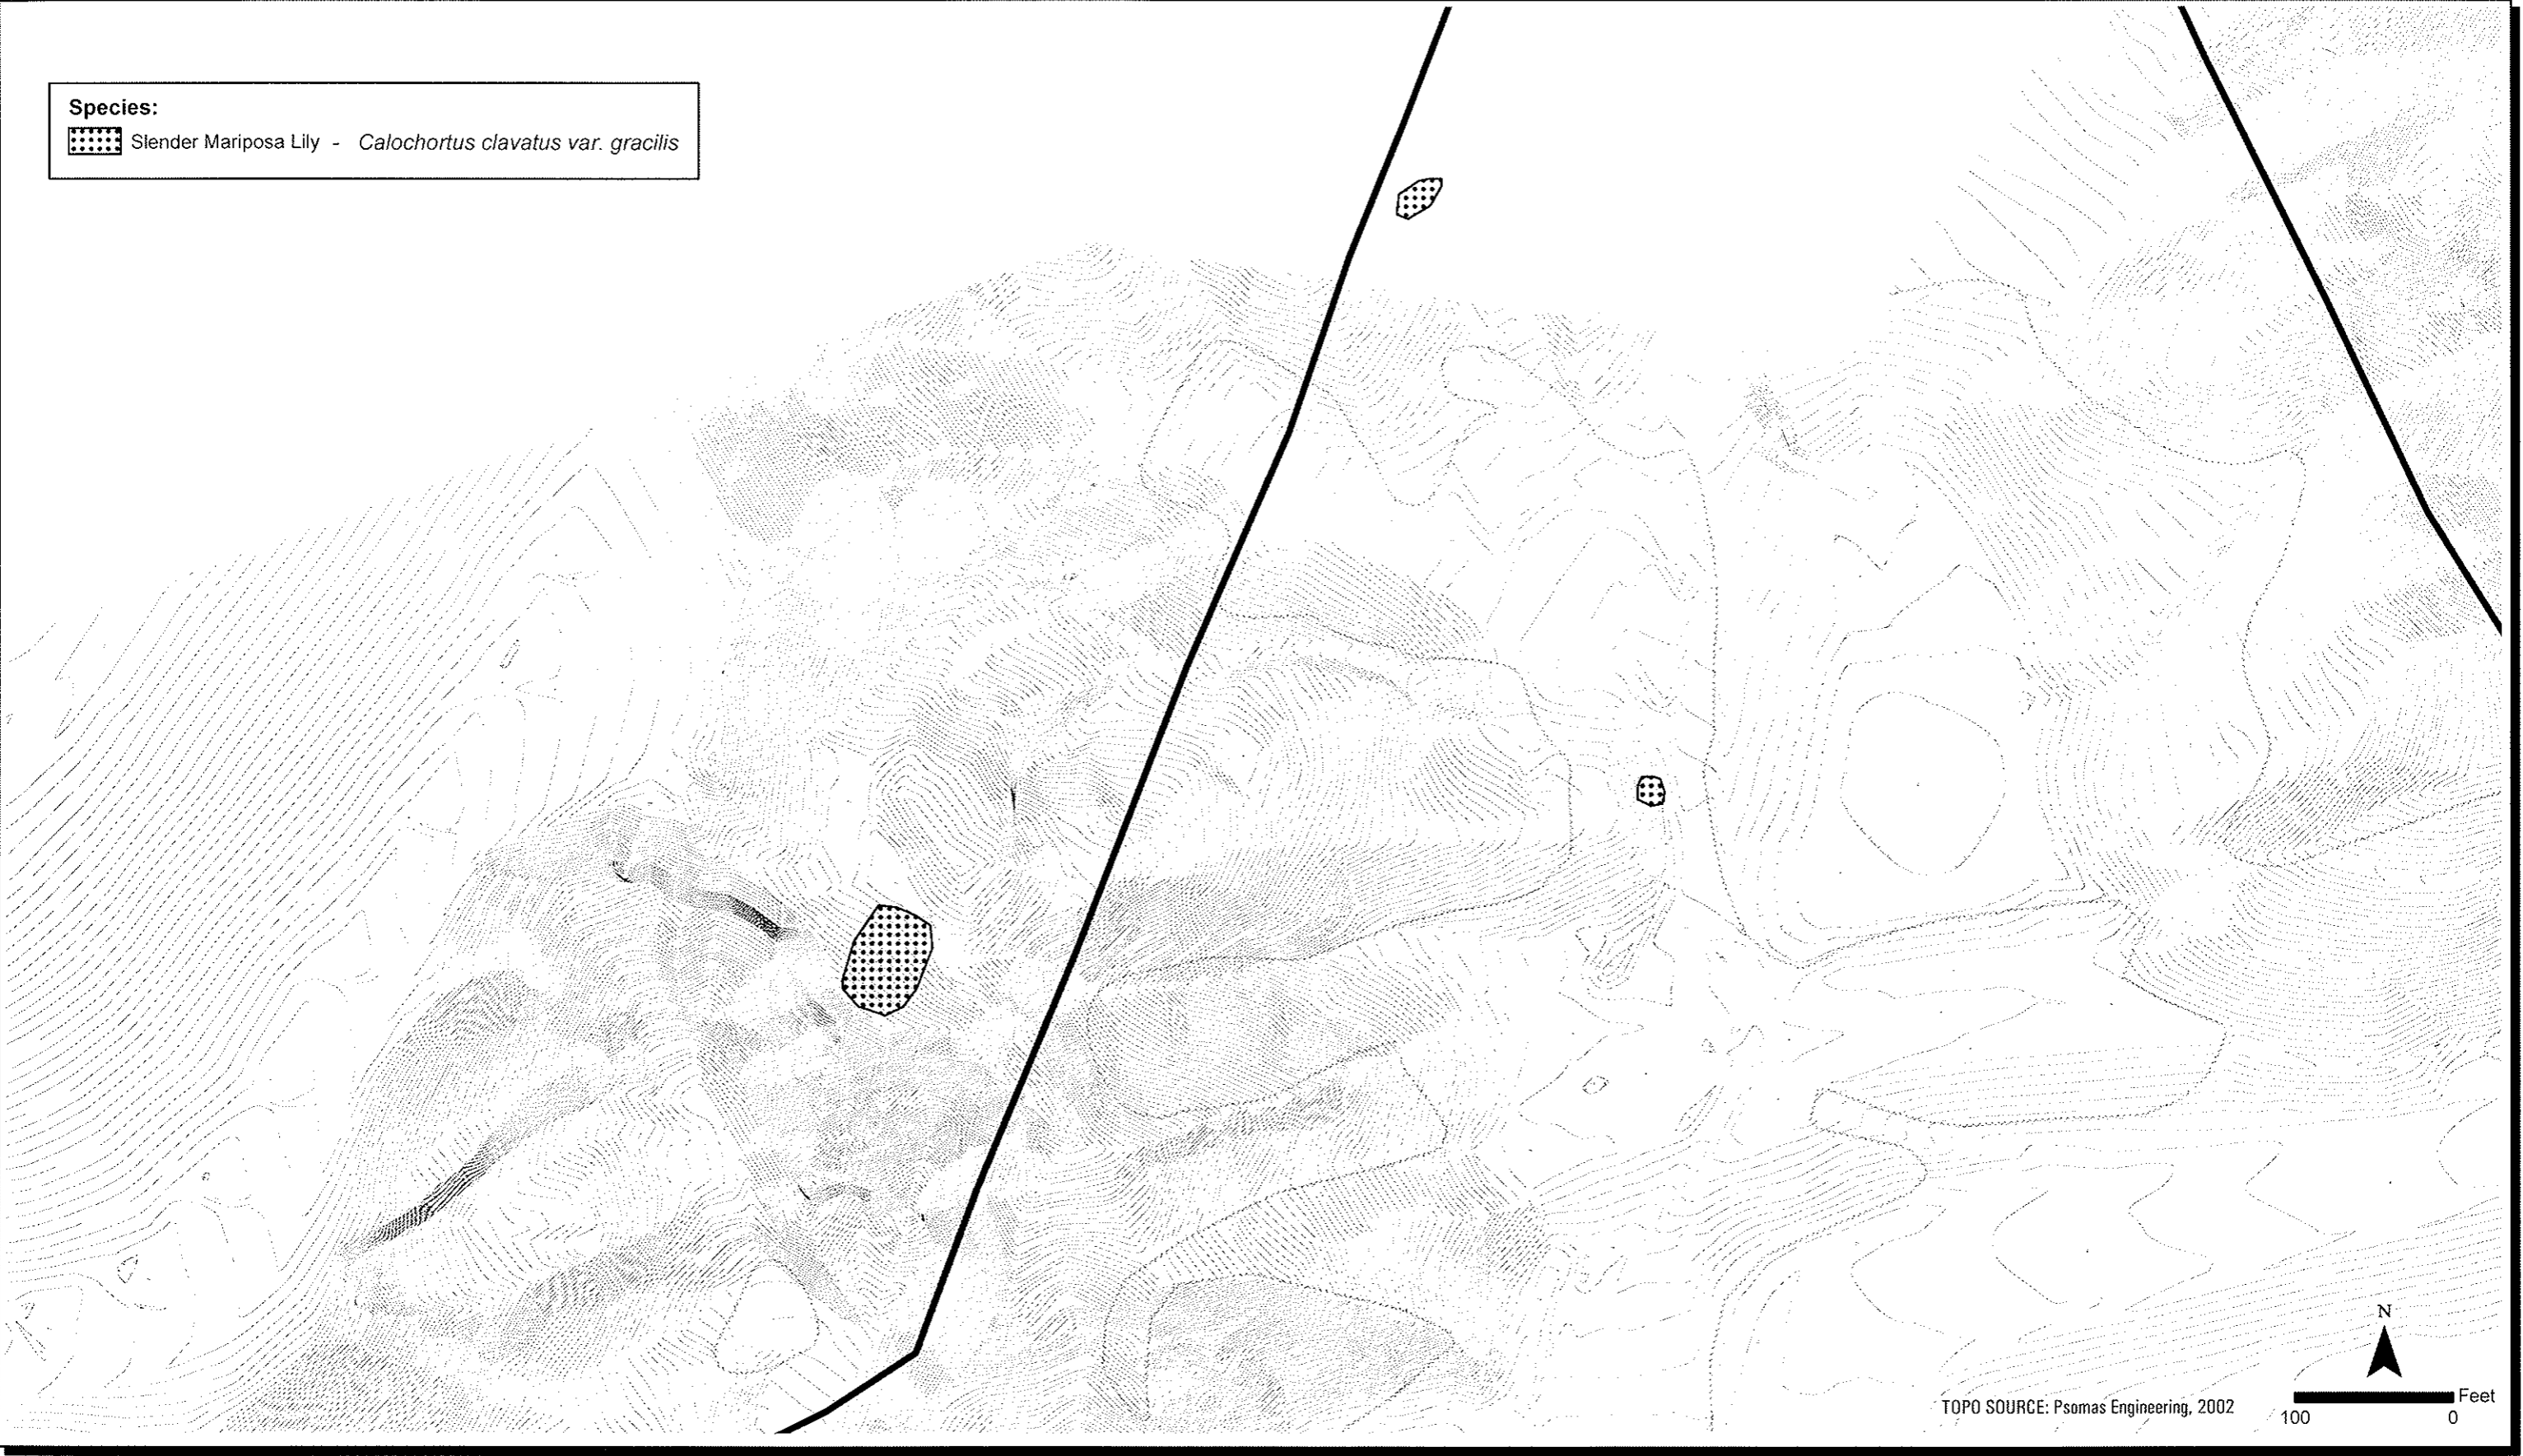 Species:
Slender Mariposa Lily - Calochortus clavatus var. gracilis
N
Feet
TOPO SOURCE: Psomas Engineering, 2002
100 0